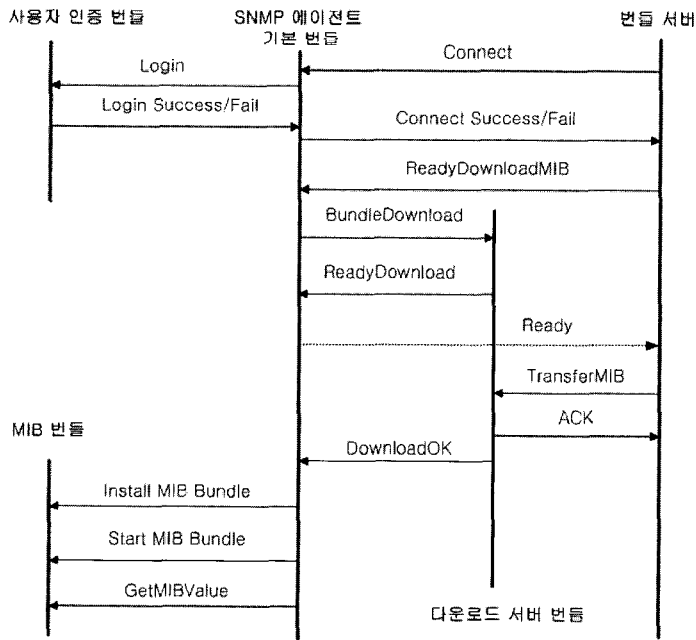 사용자 인증 번들
SNMP 에이전트
기본 번들
번들 서버
Connect
Login
Login Success/Fail
Connect Success/Fail
ReadyDownloadMIB
BundleDownload
ReadyDownload
Ready
TransferMIB
ACK
MIB 번들
DownloadOK
Install MIB Bundle
Start MIB Bundle
GetMIBValue
다운로드 서버 번들